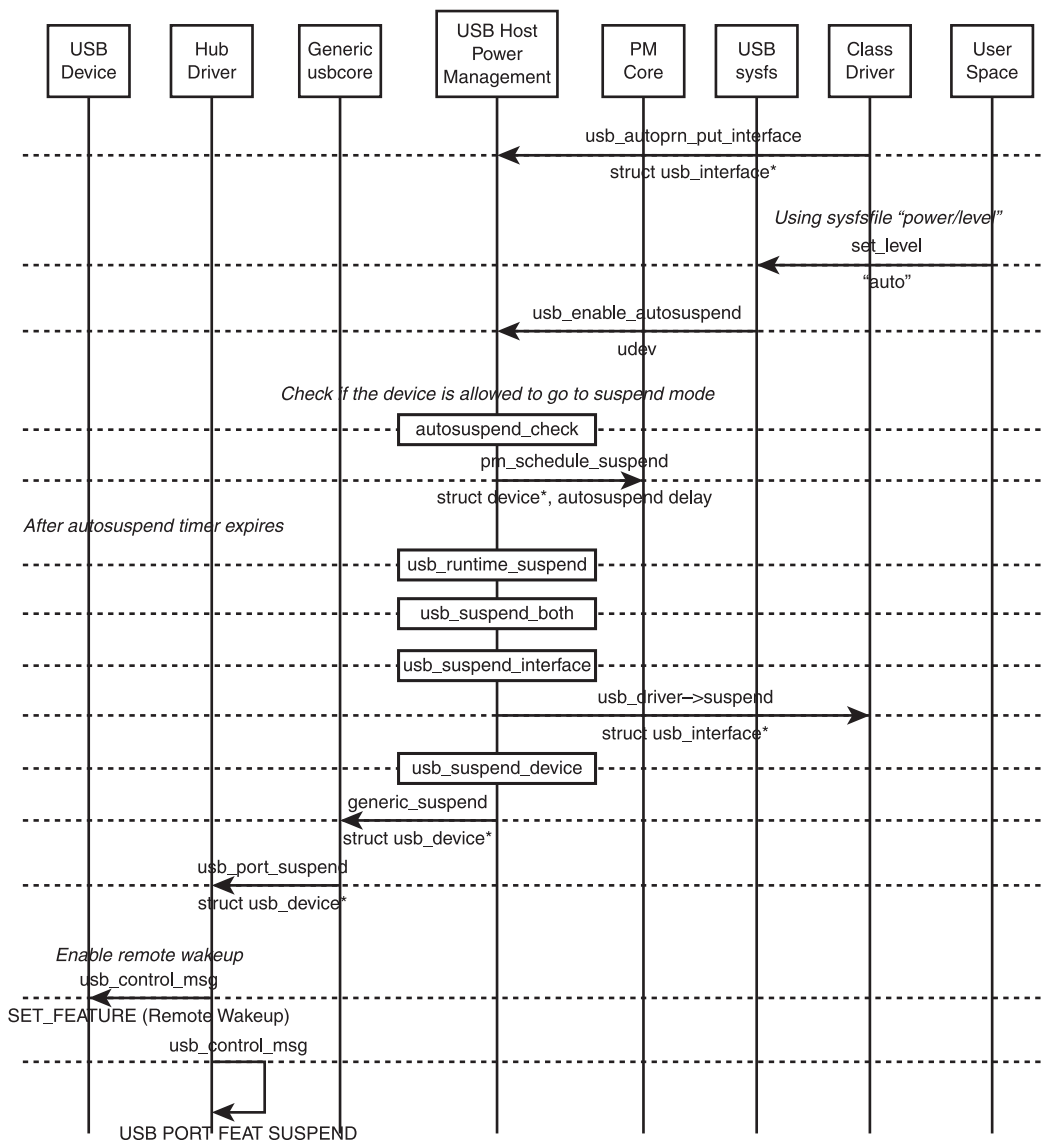 USB
Device
Hub
Driver
Generic
usbcore
USB Host
Power
Management
PM
Core
USB
sysfs
Class
Driver
User
Space
usb_autoprn_put_interface
struct usb_interface*
Using sysfsfile “power/level”
set_level
“auto”
usb_enable_autosuspend
udev
Check if the device is allowed to go to suspend mode
autosuspend_check
prn_schedule_suspend
struct device*, autosuspend delay
After autosuspend timer expires
usb_runtime_suspend
usb_suspend_both
usb_suspend_interface
usb_driver–>suspend
struct usb_interface*
usb_suspend_device
generic_suspend
struct usb_device*
usb_port_suspend
struct usb_device*
Enable remote wakeup
usb_control_msg
SET_FEATURE (Remote Wakeup)
usb_control_msg
USB PORT FEAT SUSPEND